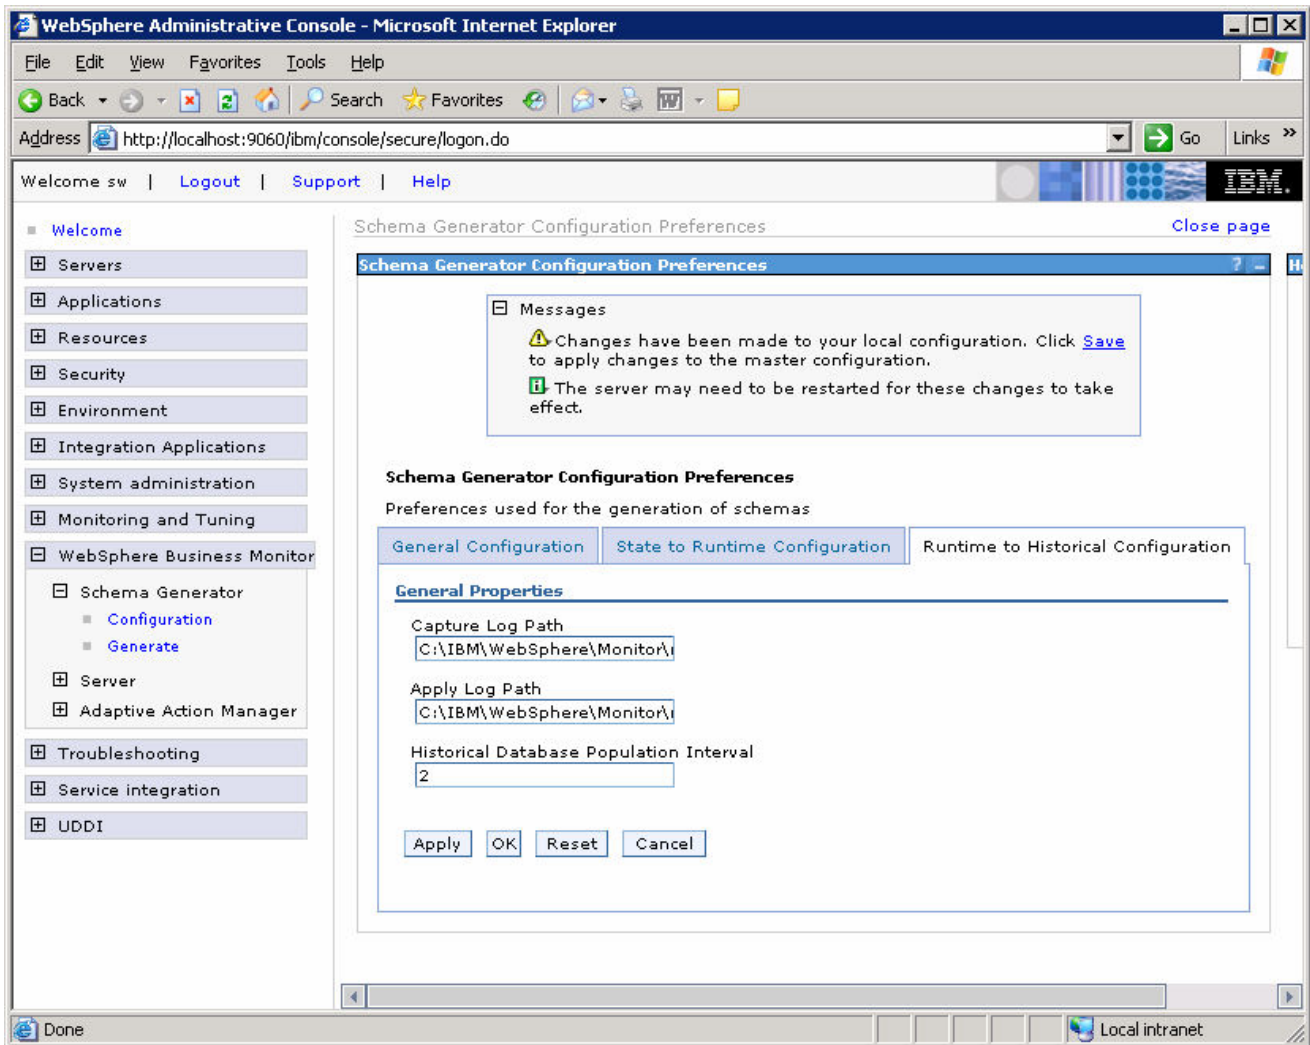 WebSphere Administrative Console - Microsoft Internet Explorer
File Edit View Favorites Tools Help
Back Search Favorites
Address http://localhost:9060/ibm/console/secure/logon.do Go Links »
Welcome sw | Logout | Support | Help IBM.
Welcome
Servers
Applications
Resources
Security
Environment
Integration Applications
System administration
Monitoring and Tuning
WebSphere Business Monitor
Schema Generator
Configuration
Generate
Server
Adaptive Action Manager
Troubleshooting
Service integration
UDDI
Schema Generator Configuration Preferences Close page
Schema Generator Configuration Preferences ? –
Messages
Changes have been made to your local configuration. Click Save
to apply changes to the master configuration.
The server may need to be restarted for these changes to take
effect.
Schema Generator Configuration Preferences
Preferences used for the generation of schemas
General Configuration State to Runtime Configuration Runtime to Historical Configuration
General Properties
Capture Log Path
C:\IBM\WebSphere\Monitor\
Apply Log Path
C:\IBM\WebSphere\Monitor\
Historical Database Population Interval
2
Apply OK Reset Cancel
Done Local intranet